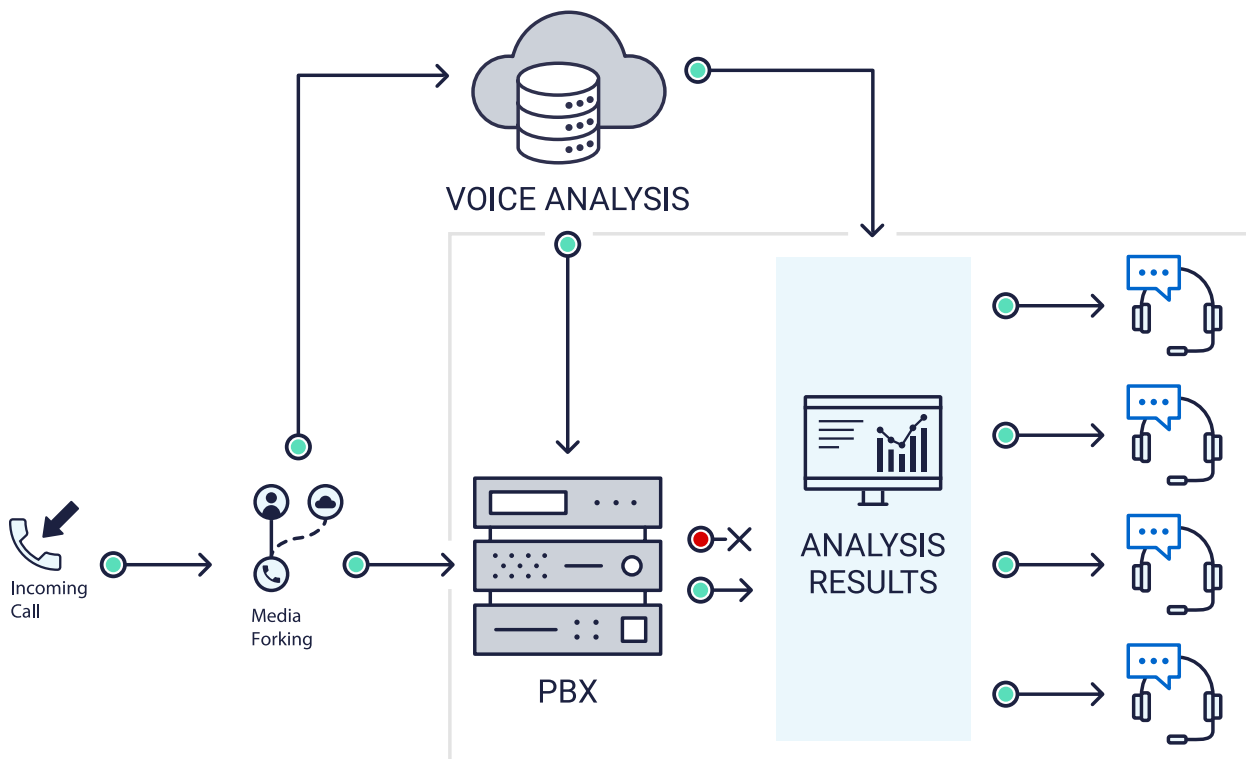 VOICE ANALYSIS
Incoming
Call
Media
Forking
PBX
ANALYSIS
RESULTS